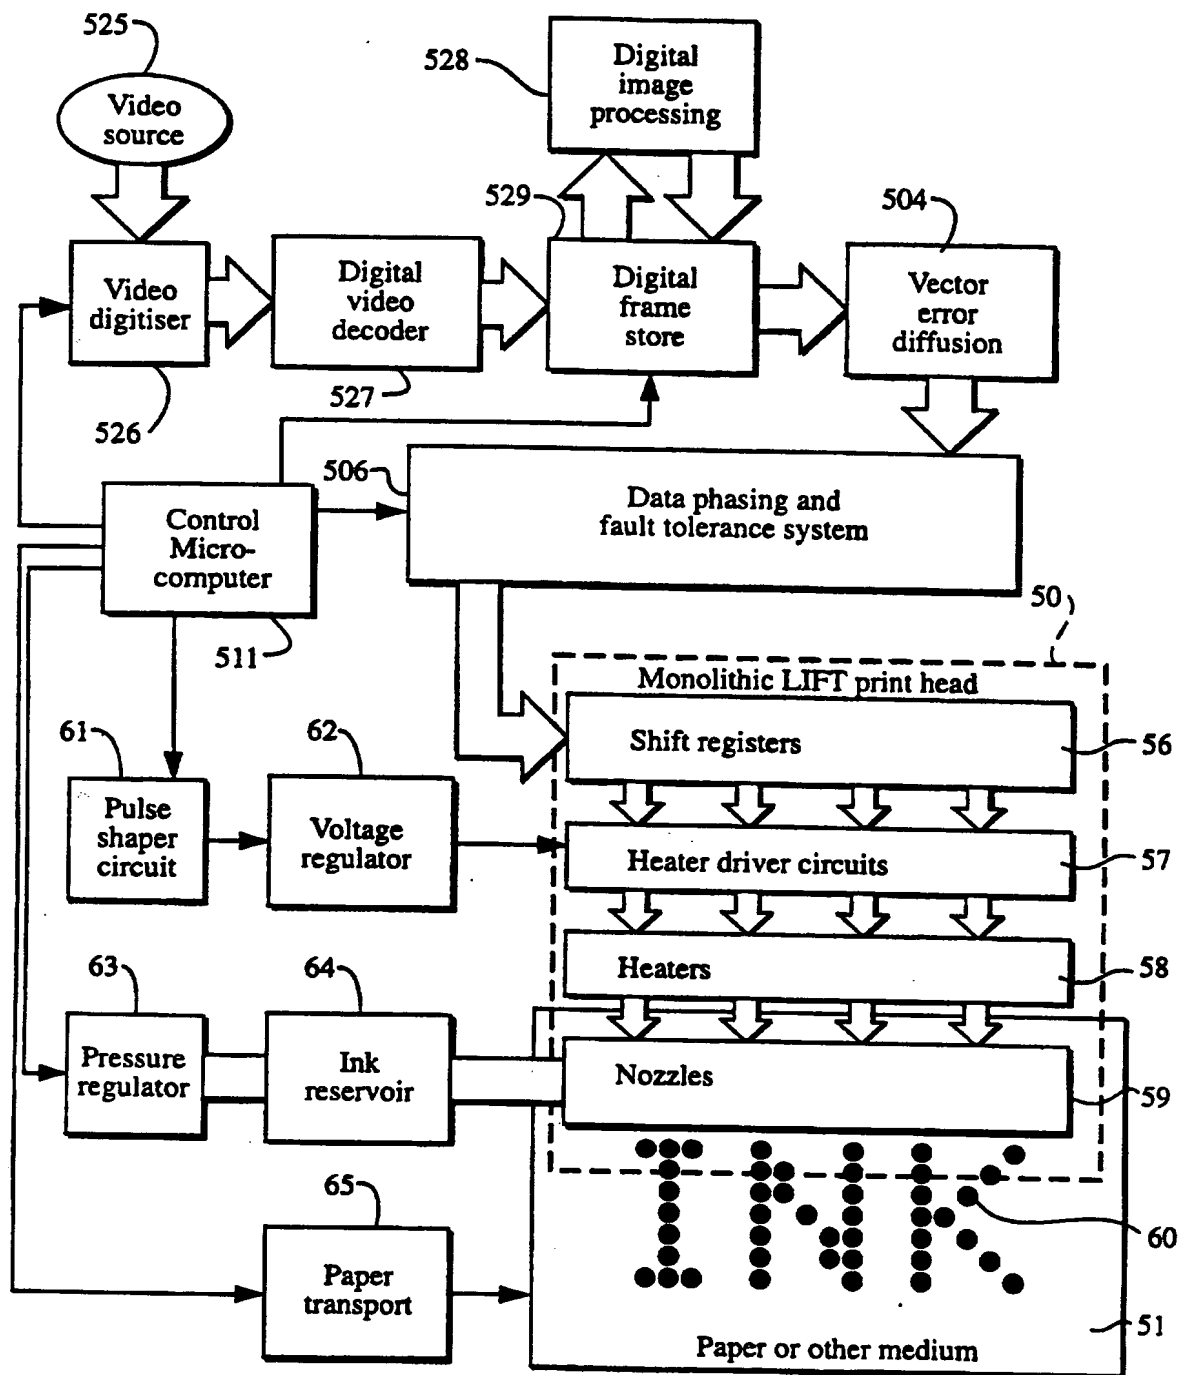 525
Video
source
528
Digital
image
processing
529
504
Video
digitiser
Digital
video
decoder
Digital
frame
store
Vector
error
diffusion
526
527
506
Data phasing and
fault tolerance system
Control
Micro-
computer
511
50
Monolithic LIFT print head
Shift registers
56
61
Pulse
shaper
circuit
62
Voltage
regulator
Heater driver circuits
57
Heaters
58
63
Pressure
regulator
64
Ink
reservoir
Nozzles
59
INK
60
65
Paper
transport
51
Paper or other medium